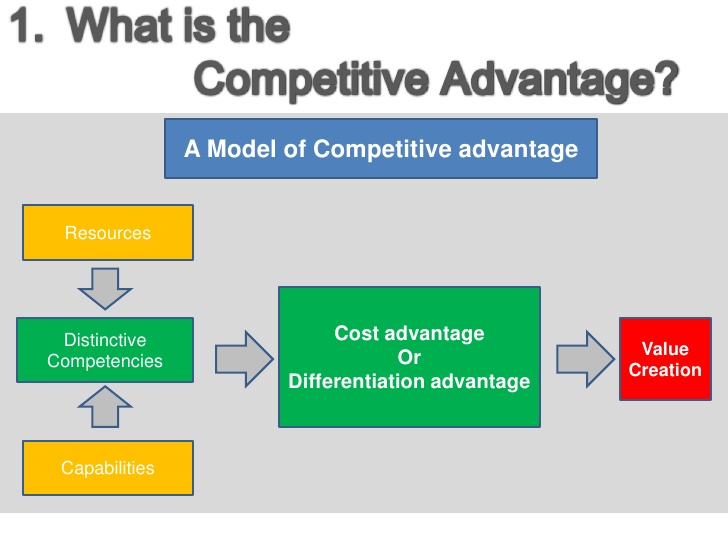 1. What is the
Competitive Advantage?
A Model of Competitive advantage
Resources
Distinctive
Competencies
Capabilities
Cost advantage
Or
Differentiation advantage
Value
Creation